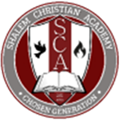 SHALEM CHRISTIAN ACADEMY
SCA
• CHOSEN GENERATION •